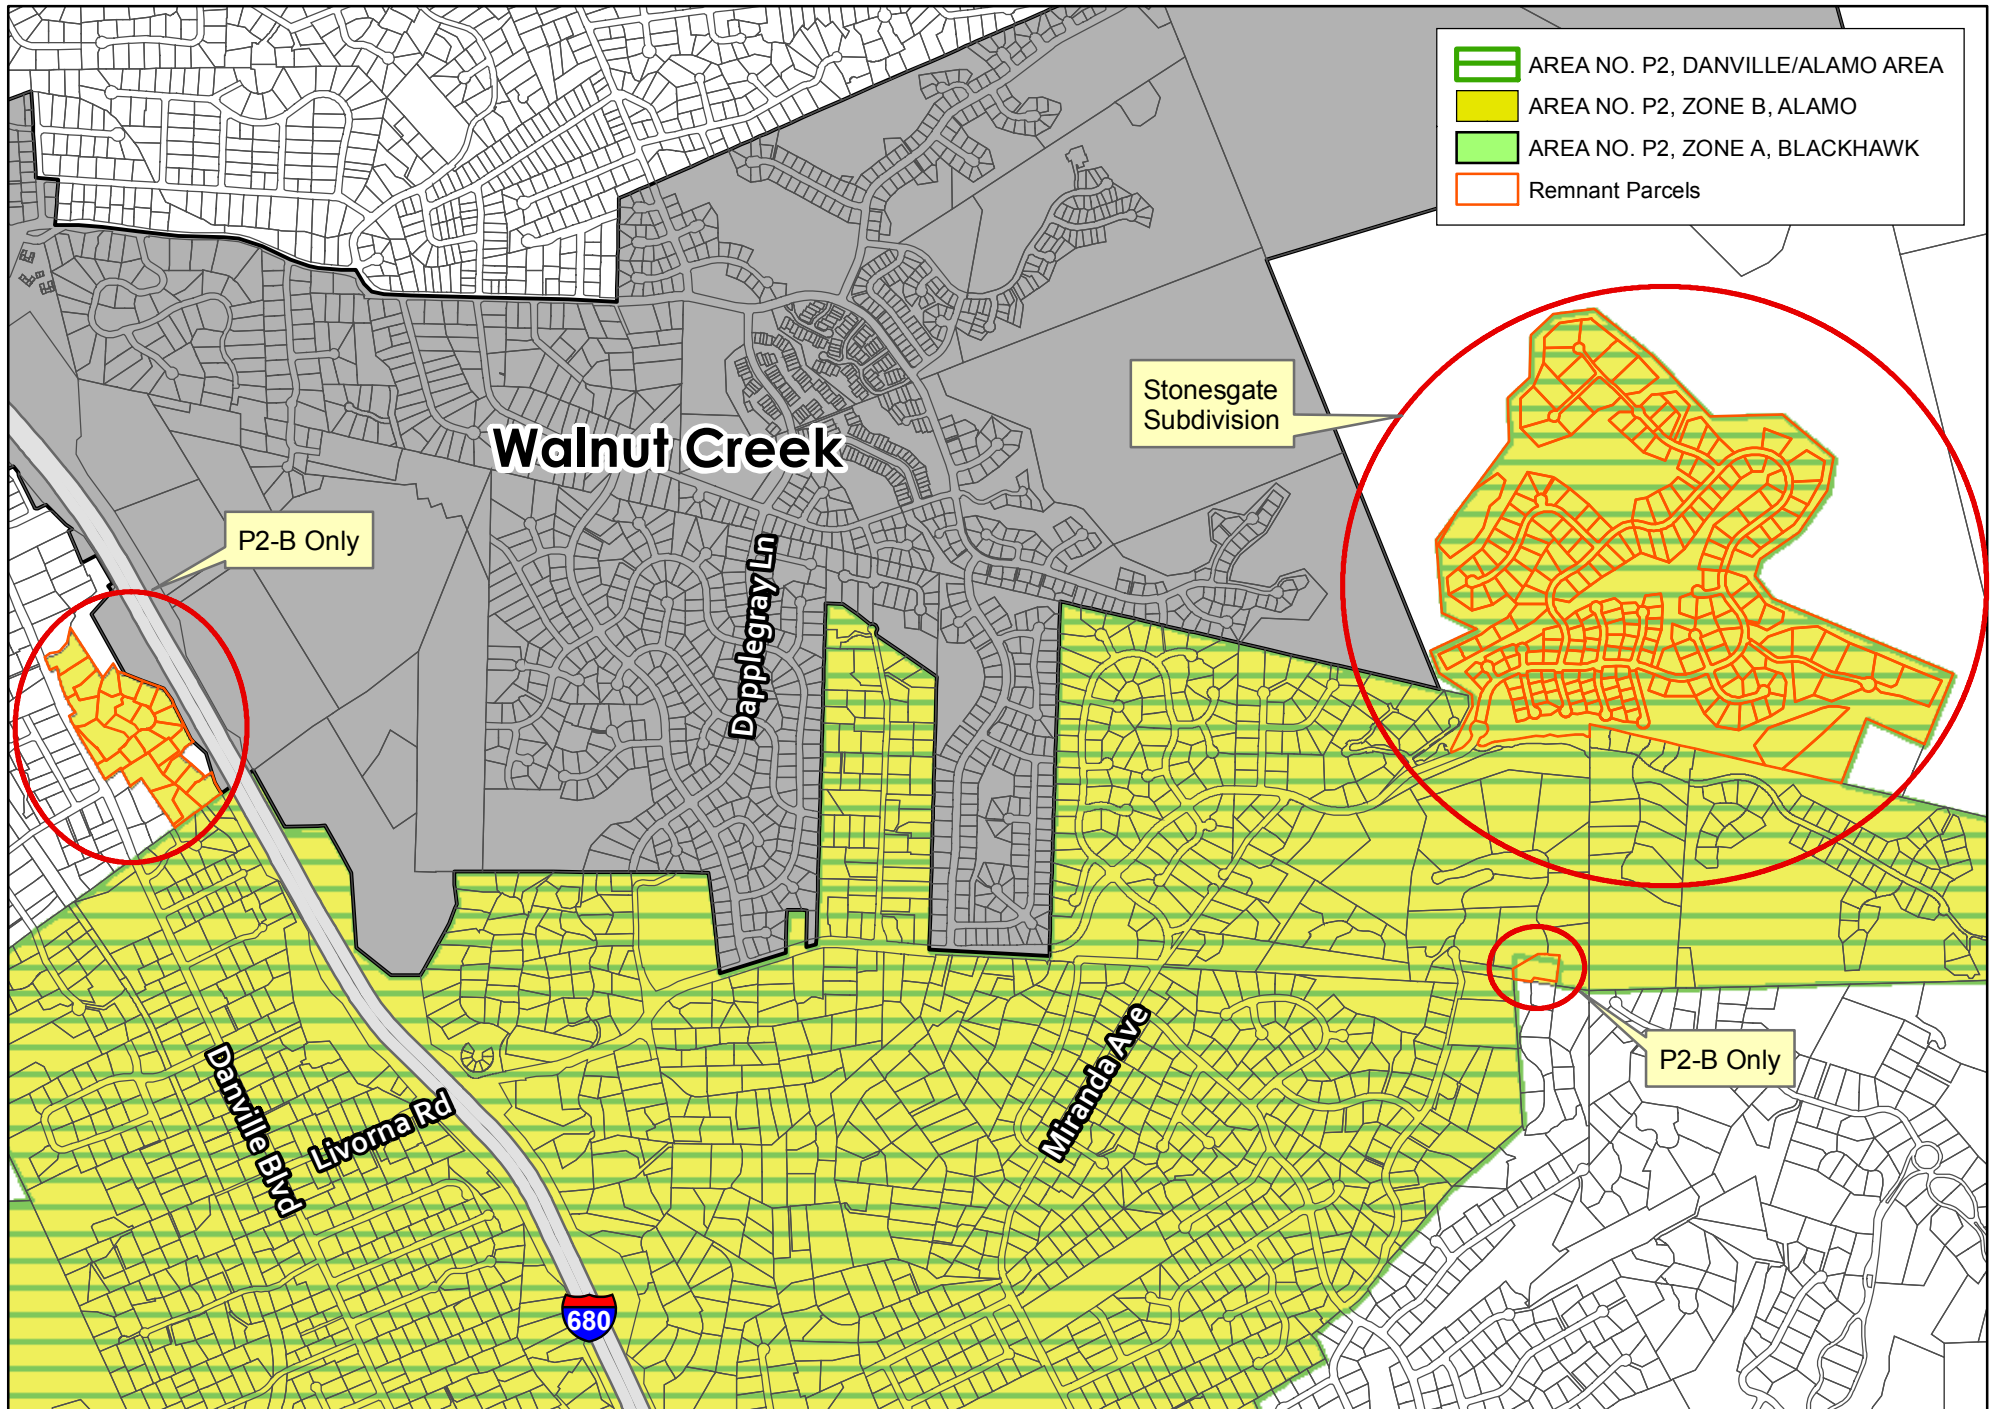 AREA NO. P2, DANVILLE/ALAMO AREA
AREA NO. P2, ZONE B, ALAMO
AREA NO. P2, ZONE A, BLACKHAWK
Remnant Parcels
Stonesgate
Subdivision
Walnut Creek
P2-B Only
Dapplegray Ln
P2-B Only
Miranda Ave
Danville Blvd
Livorna Rd
680